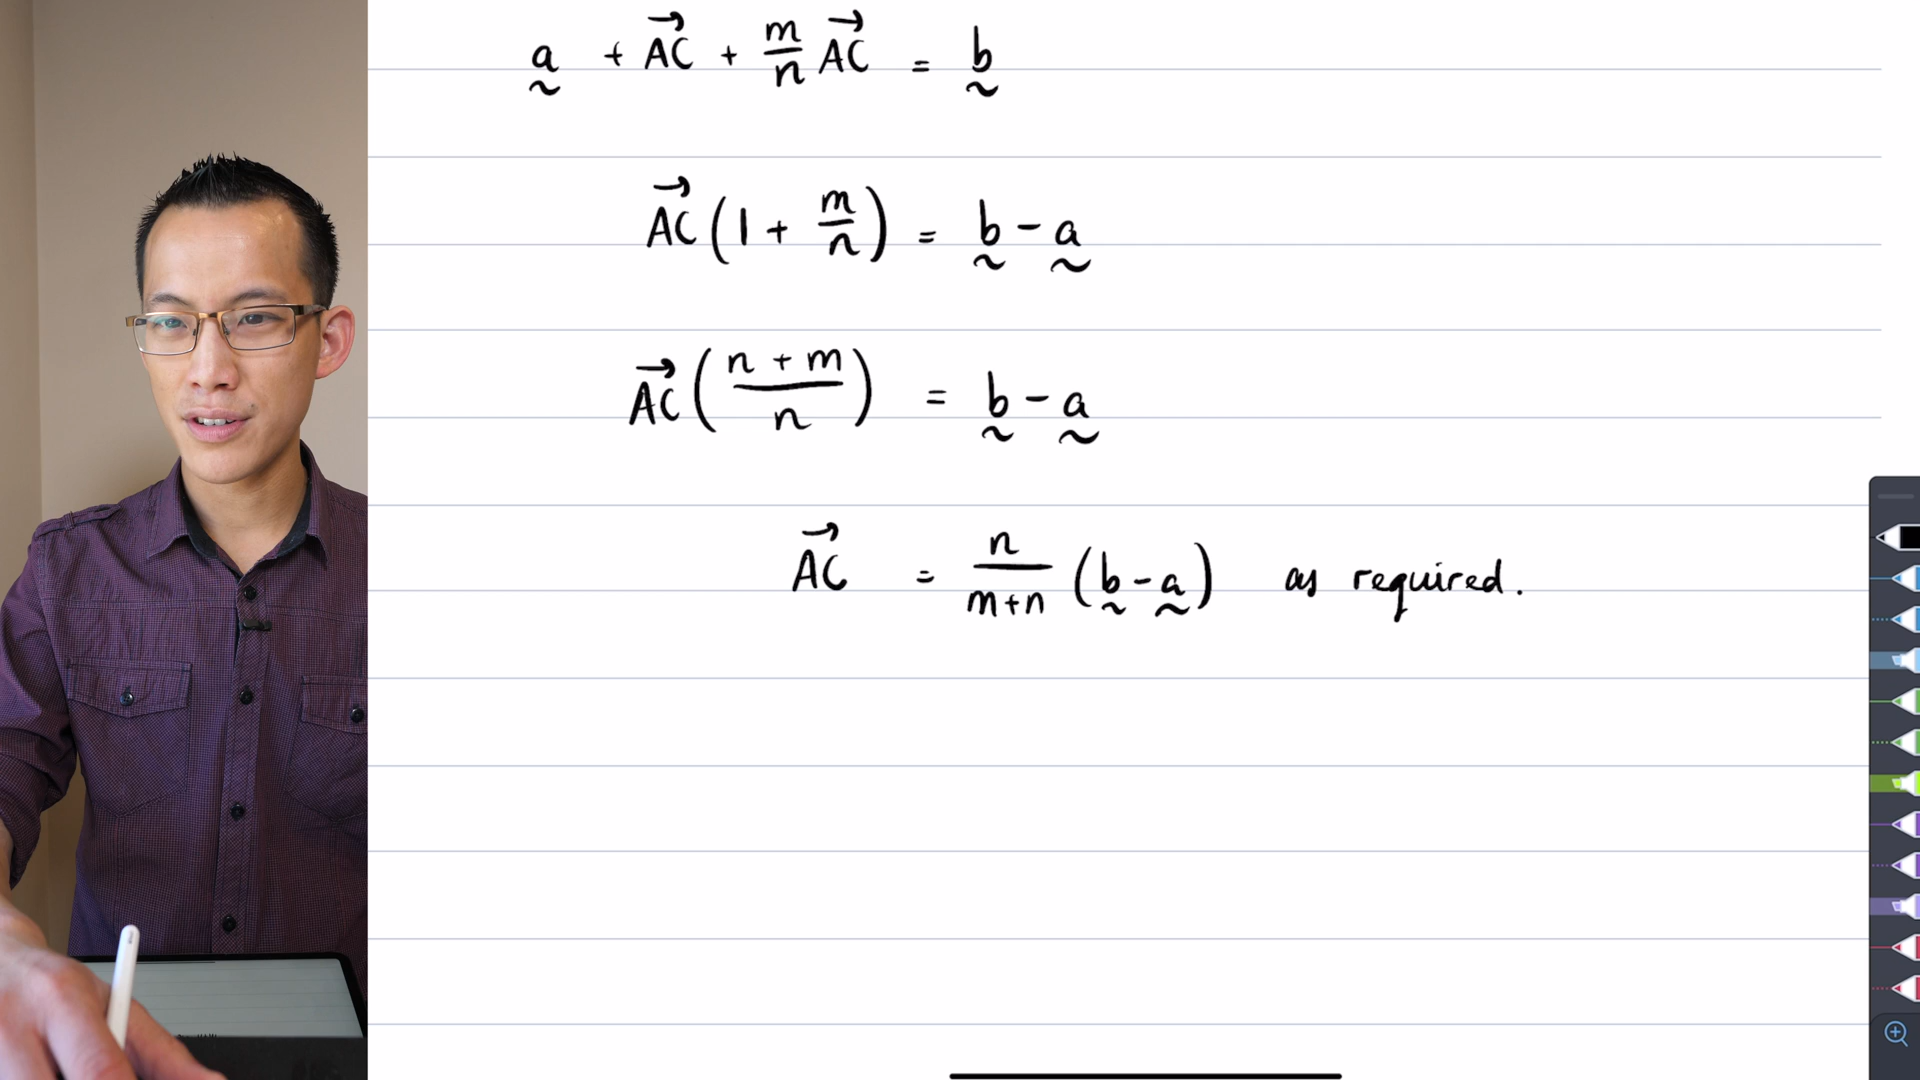 a + AC + m/n AC = b
AC (1 + m/n) = b - a
AC (n + m / n) = b - a
AC = n / m+n (b - a) as required.